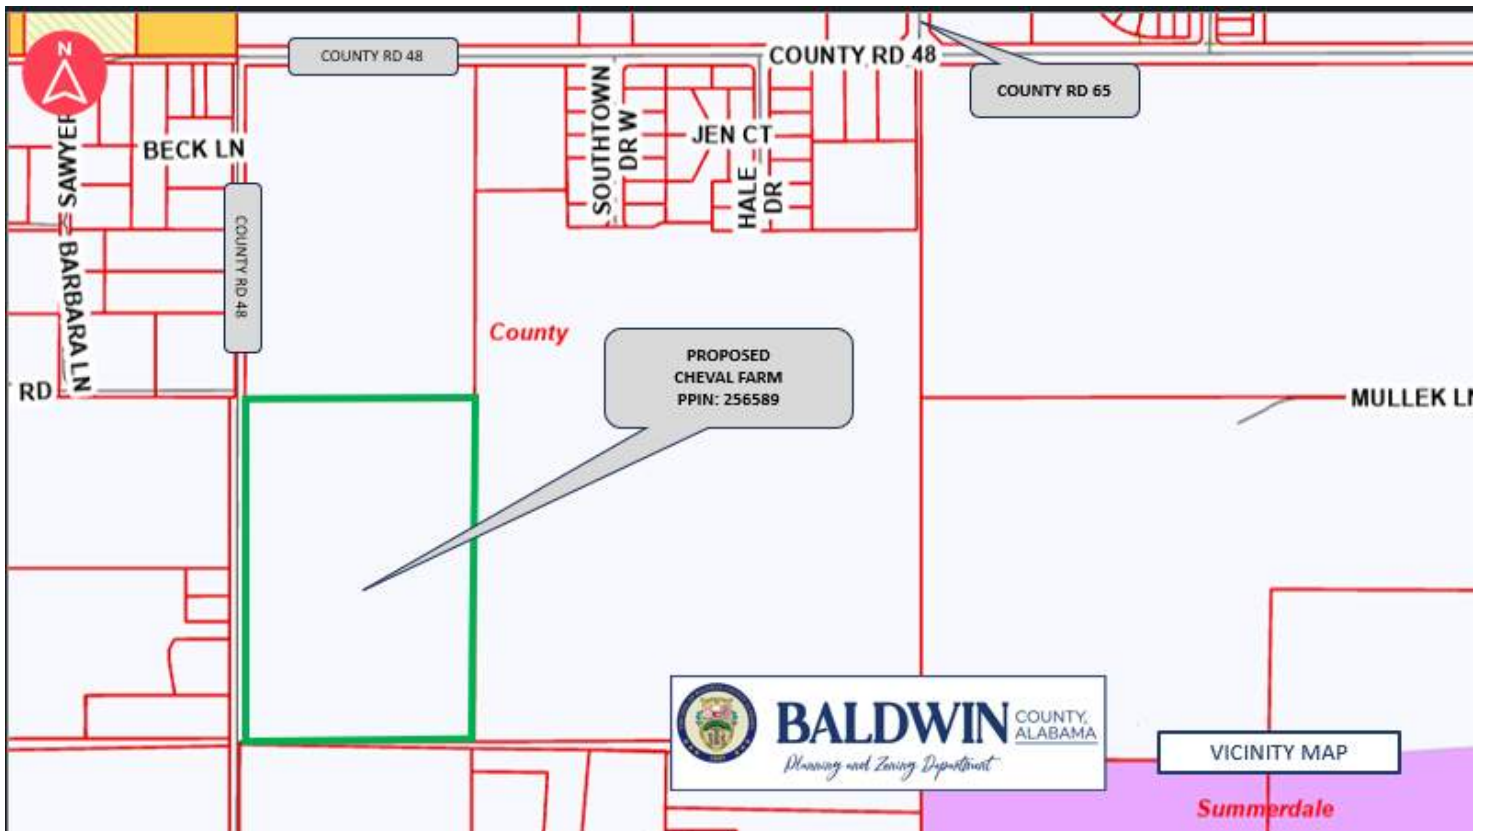 N
COUNTY RD 48
COUNTY RD 48
COUNTY RD 65
SAWYER
BECK LN
SOUTHTOWN
DR W
JEN CT
HALE
DR
COUNTY RD 48
BARBARA LN
County
PROPOSED
CHEVAL FARM
PPIN: 256589
RD
MULLEK LN
BALDWIN
COUNTY,
ALABAMA
Planning and Zoning Department
VICINITY MAP
Summerdale